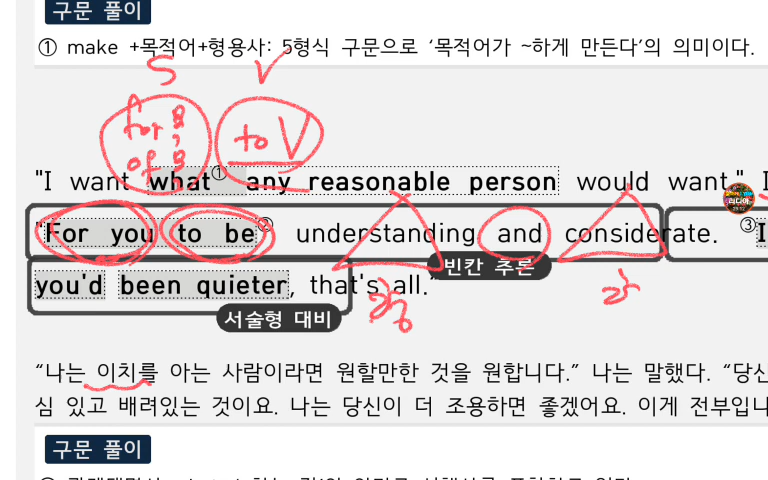 구문 풀이
① make +목적어+형용사: 5형식 구문으로 '목적어가 ~하게 만든다'의 의미이다.
S V
for 목 to V
of 목
"I want what① any reasonable person would want." I
"For you to be② understanding and considerate. ③I
you'd been quieter, that's all."
빈칸 추론
서술형 대비
"나는 이치를 아는 사람이라면 원할만한 것을 원합니다." 나는 말했다. "당신
심 있고 배려있는 것이요. 나는 당신이 더 조용하면 좋겠어요. 이게 전부입니
구문 풀이